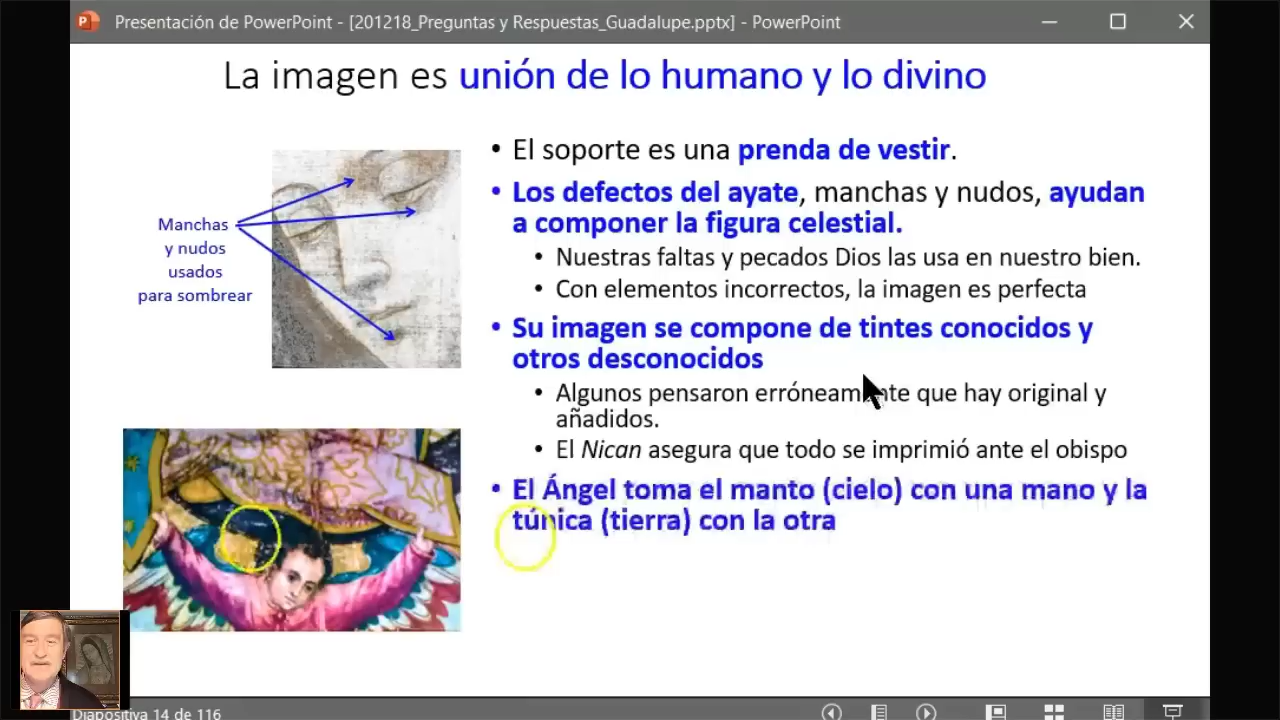 Presentación de PowerPoint - [201218_Preguntas y Respuestas_Guadalupe.pptx] - PowerPoint
La imagen es unión de lo humano y lo divino
• El soporte es una prenda de vestir.
• Los defectos del ayate, manchas y nudos, ayudan
a componer la figura celestial.
• Nuestras faltas y pecados Dios las usa en nuestro bien.
• Con elementos incorrectos, la imagen es perfecta
• Su imagen se compone de tintes conocidos y
otros desconocidos
• Algunos pensaron erróneamente que hay original y
añadidos.
• El Nican asegura que todo se imprimió ante el obispo
• El Ángel toma el manto (cielo) con una mano y la
túnica (tierra) con la otra
Manchas
y nudos
usados
para sombrear
Diapositiva 14 de 116